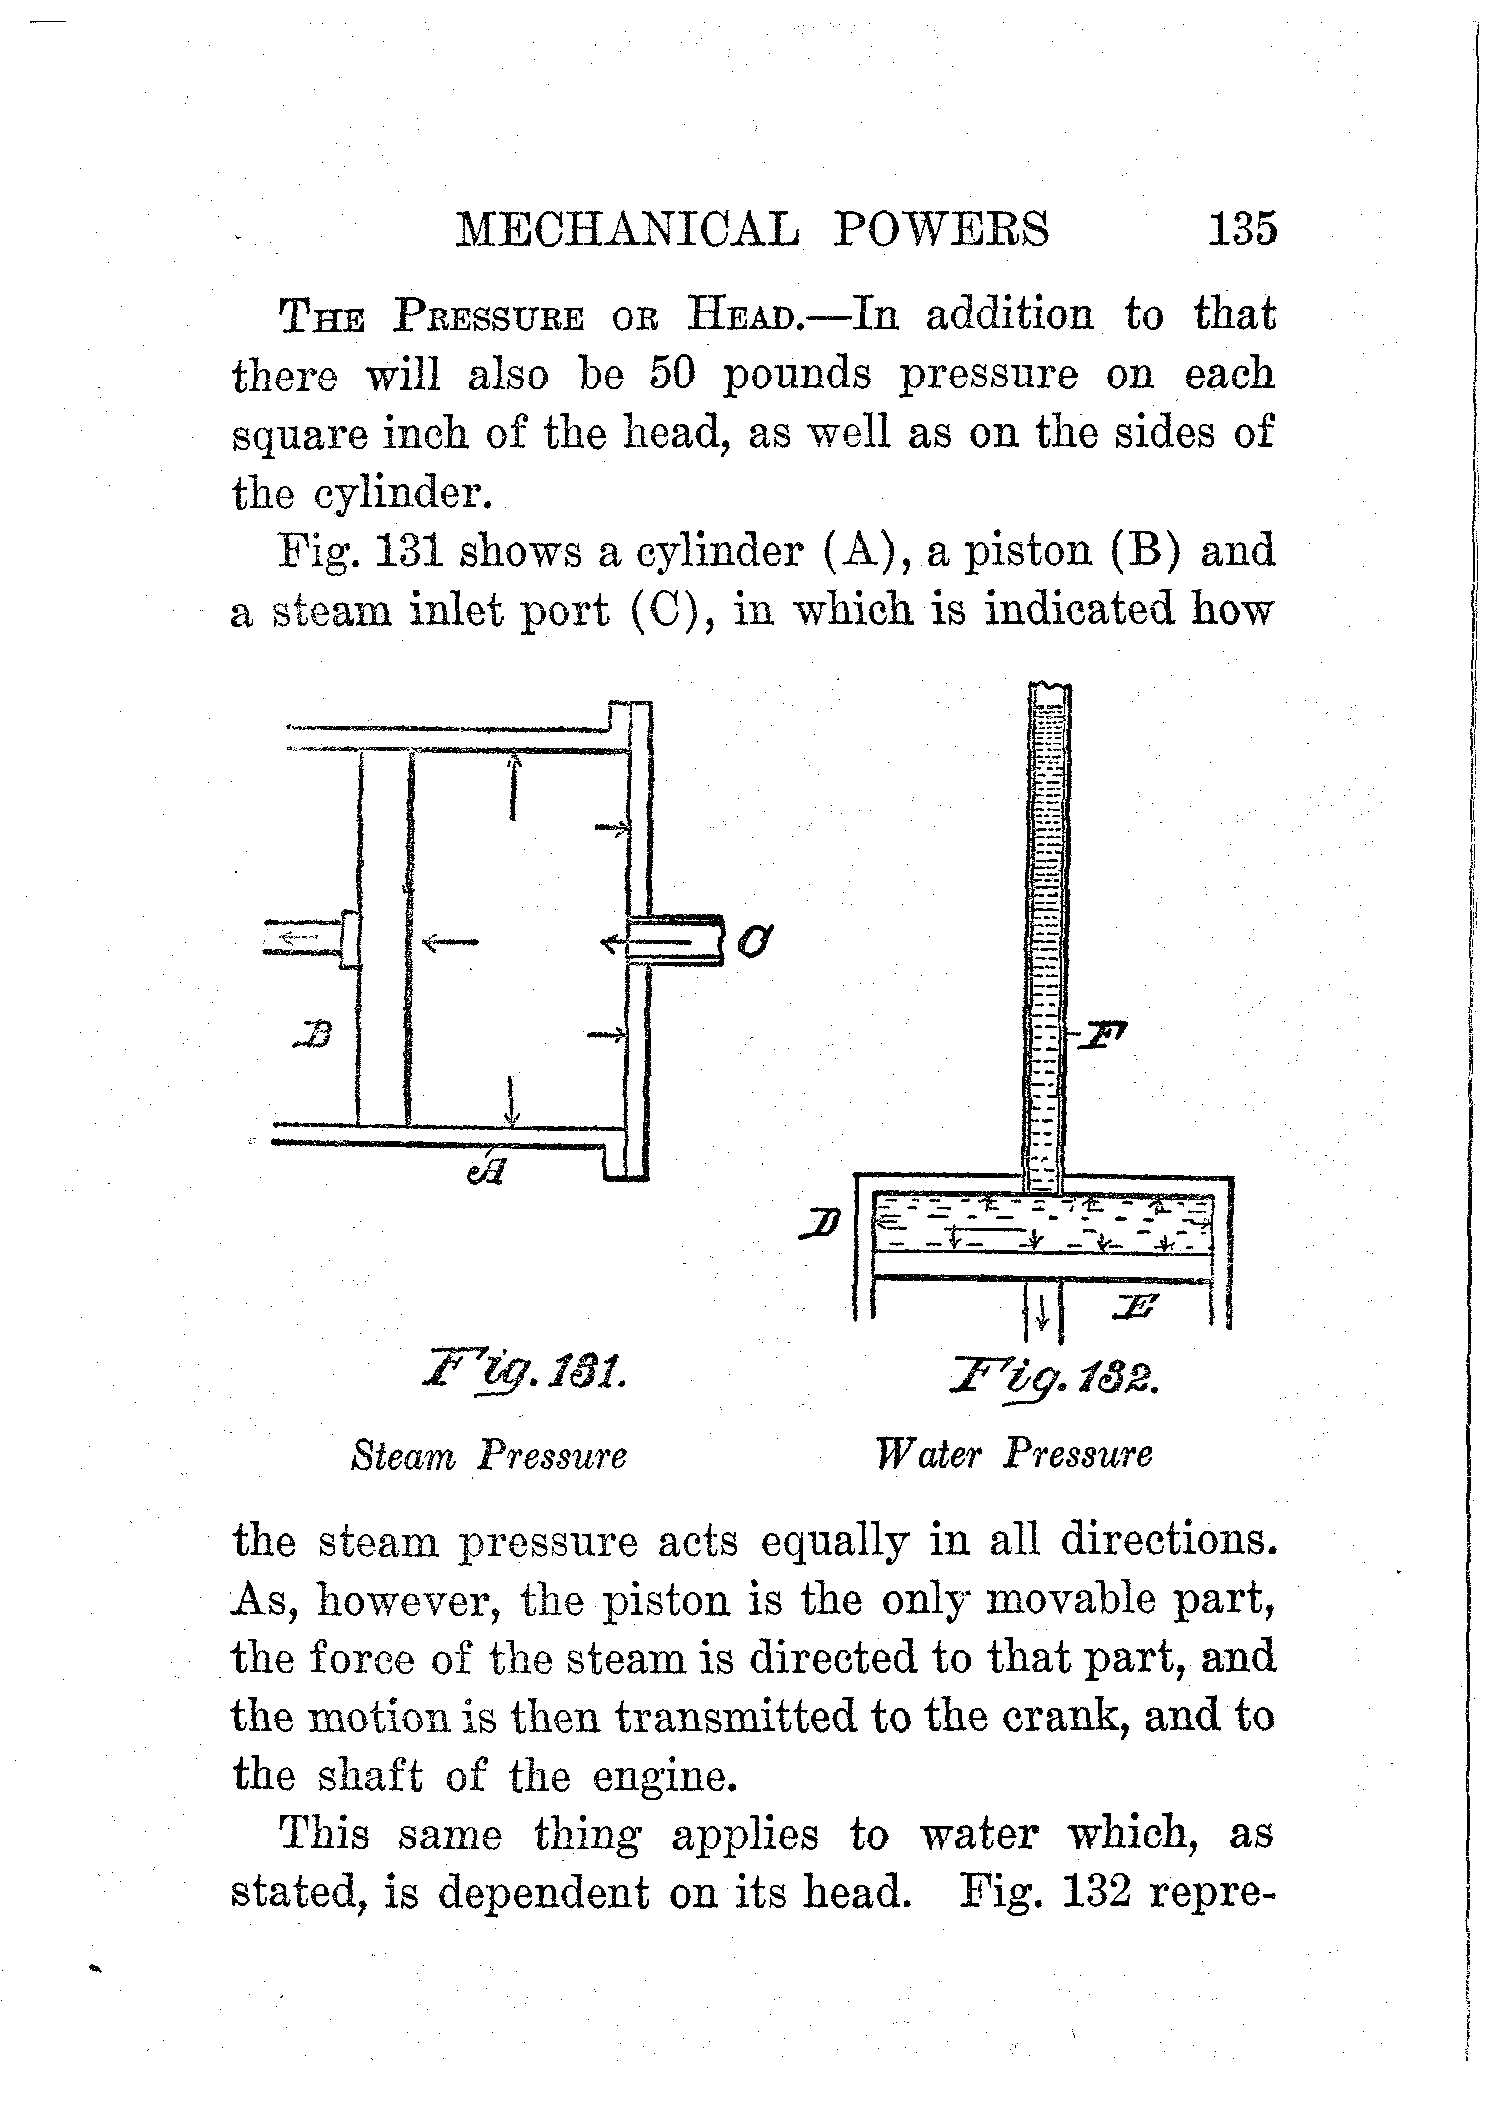 MECHANICAL POWERS 135
THE PRESSURE OR HEAD.—In addition to that
there will also be 50 pounds pressure on each
square inch of the head, as well as on the sides of
the cylinder.
Fig. 131 shows a cylinder (A), a piston (B) and
a steam inlet port (C), in which is indicated how
C
B
A
Fig. 131.
Steam Pressure
F
D
E
Fig. 132.
Water Pressure
the steam pressure acts equally in all directions.
As, however, the piston is the only movable part,
the force of the steam is directed to that part, and
the motion is then transmitted to the crank, and to
the shaft of the engine.
This same thing applies to water which, as
stated, is dependent on its head. Fig. 132 repre-